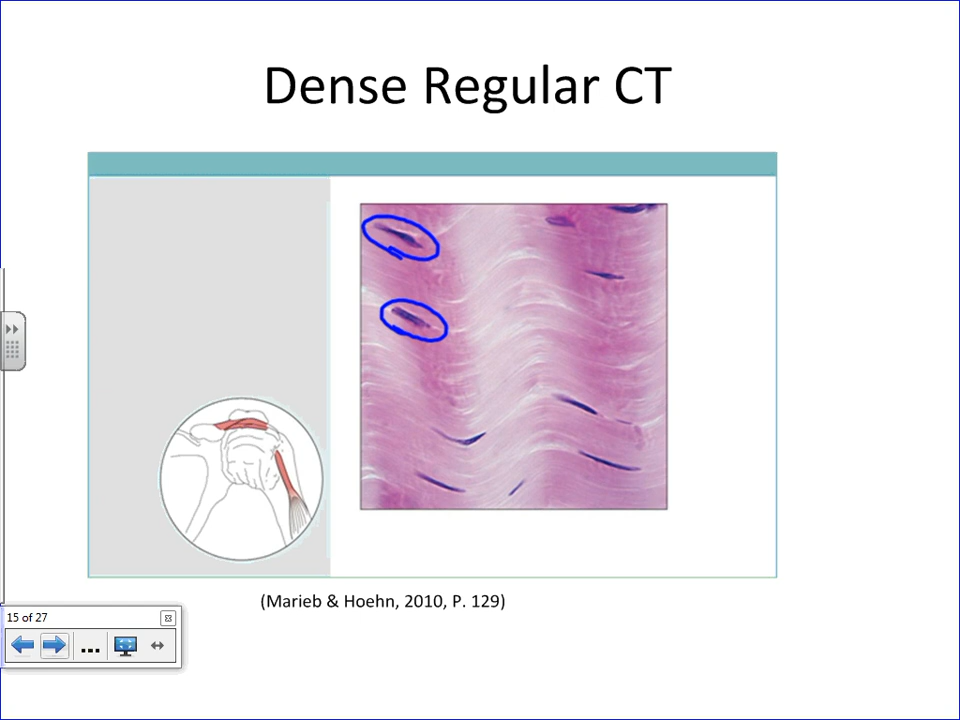 Dense Regular CT
(Marieb & Hoehn, 2010, P. 129)
15 of 27
...